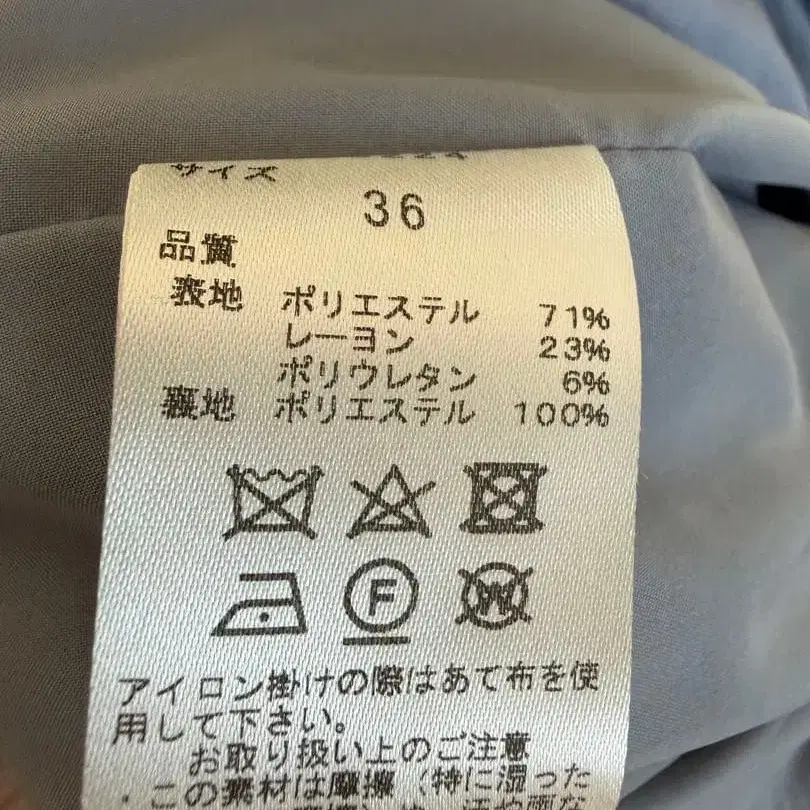 サイズ
36
品質
表地 ポリエステル 71%
レーヨン 23%
ポリウレタン 6%
裏地 ポリエステル 100%
F
W
アイロン掛けの際はあて布を使
用して下さい。
お取り扱い上のご注意
・この素材は摩擦（特に湿った